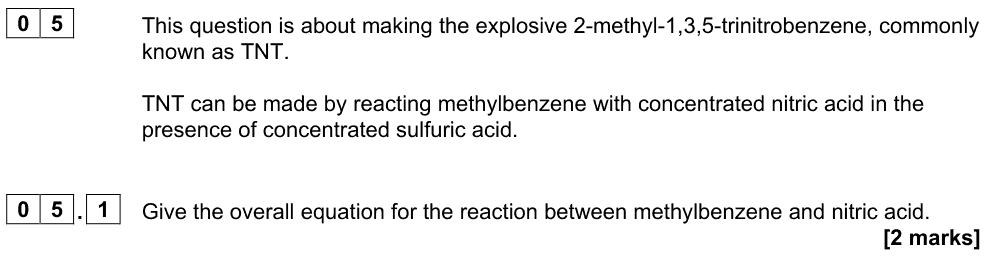 0 5 This question is about making the explosive 2-methyl-1,3,5-trinitrobenzene, commonly
known as TNT.
TNT can be made by reacting methylbenzene with concentrated nitric acid in the
presence of concentrated sulfuric acid.
0 5 . 1 Give the overall equation for the reaction between methylbenzene and nitric acid.
[2 marks]